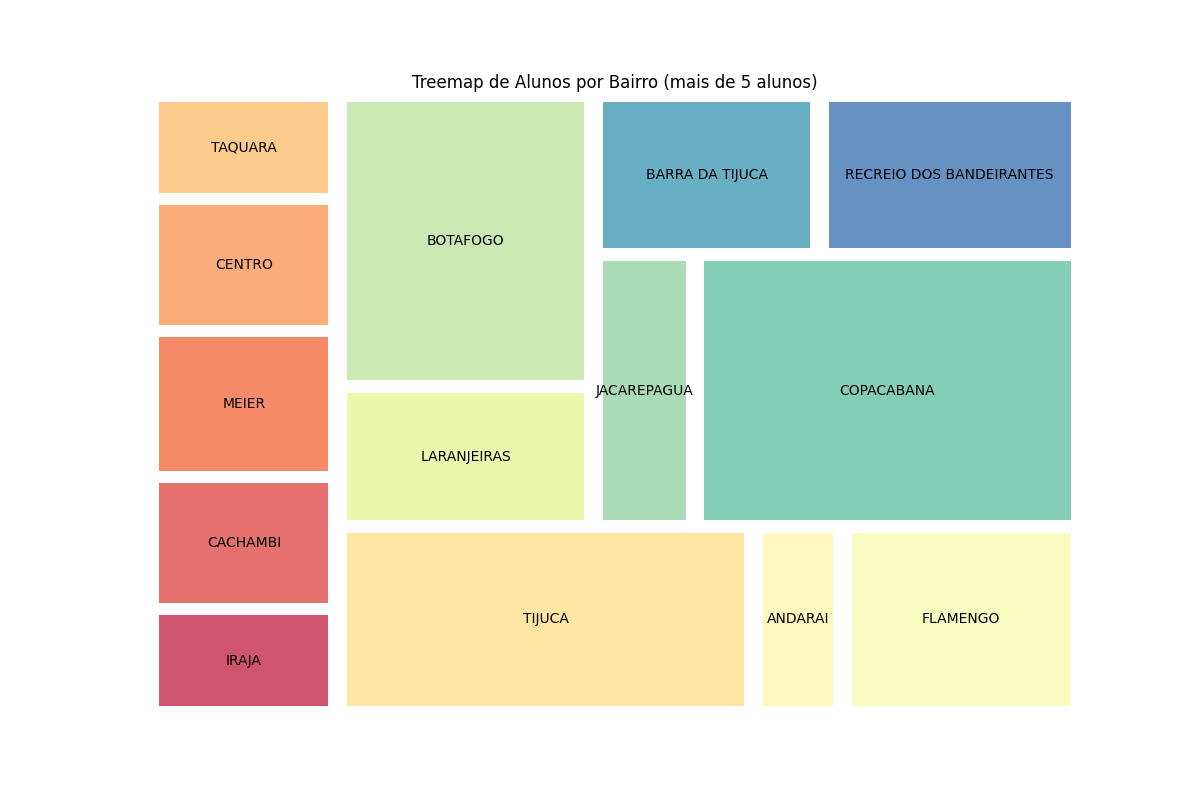 Treemap de Alunos por Bairro (mais de 5 alunos)
TAQUARA
CENTRO
MEIER
CACHAMBI
IRAJA
BOTAFOGO
LARANJEIRAS
TIJUCA
BARRA DA TIJUCA
RECREIO DOS BANDEIRANTES
JACAREPAGUA
COPACABANA
ANDARAI
FLAMENGO